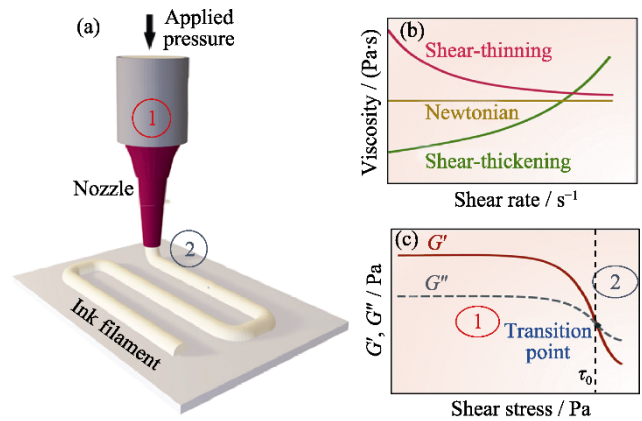 (a)
Applied
pressure
1
Nozzle
2
Ink filament
(b)
Viscosity / (Pa·s)
Shear-thinning
Newtonian
Shear-thickening
Shear rate / s⁻¹
(c)
G′, G″ / Pa
G′
G″
1
2
Transition
point
τ₀
Shear stress / Pa